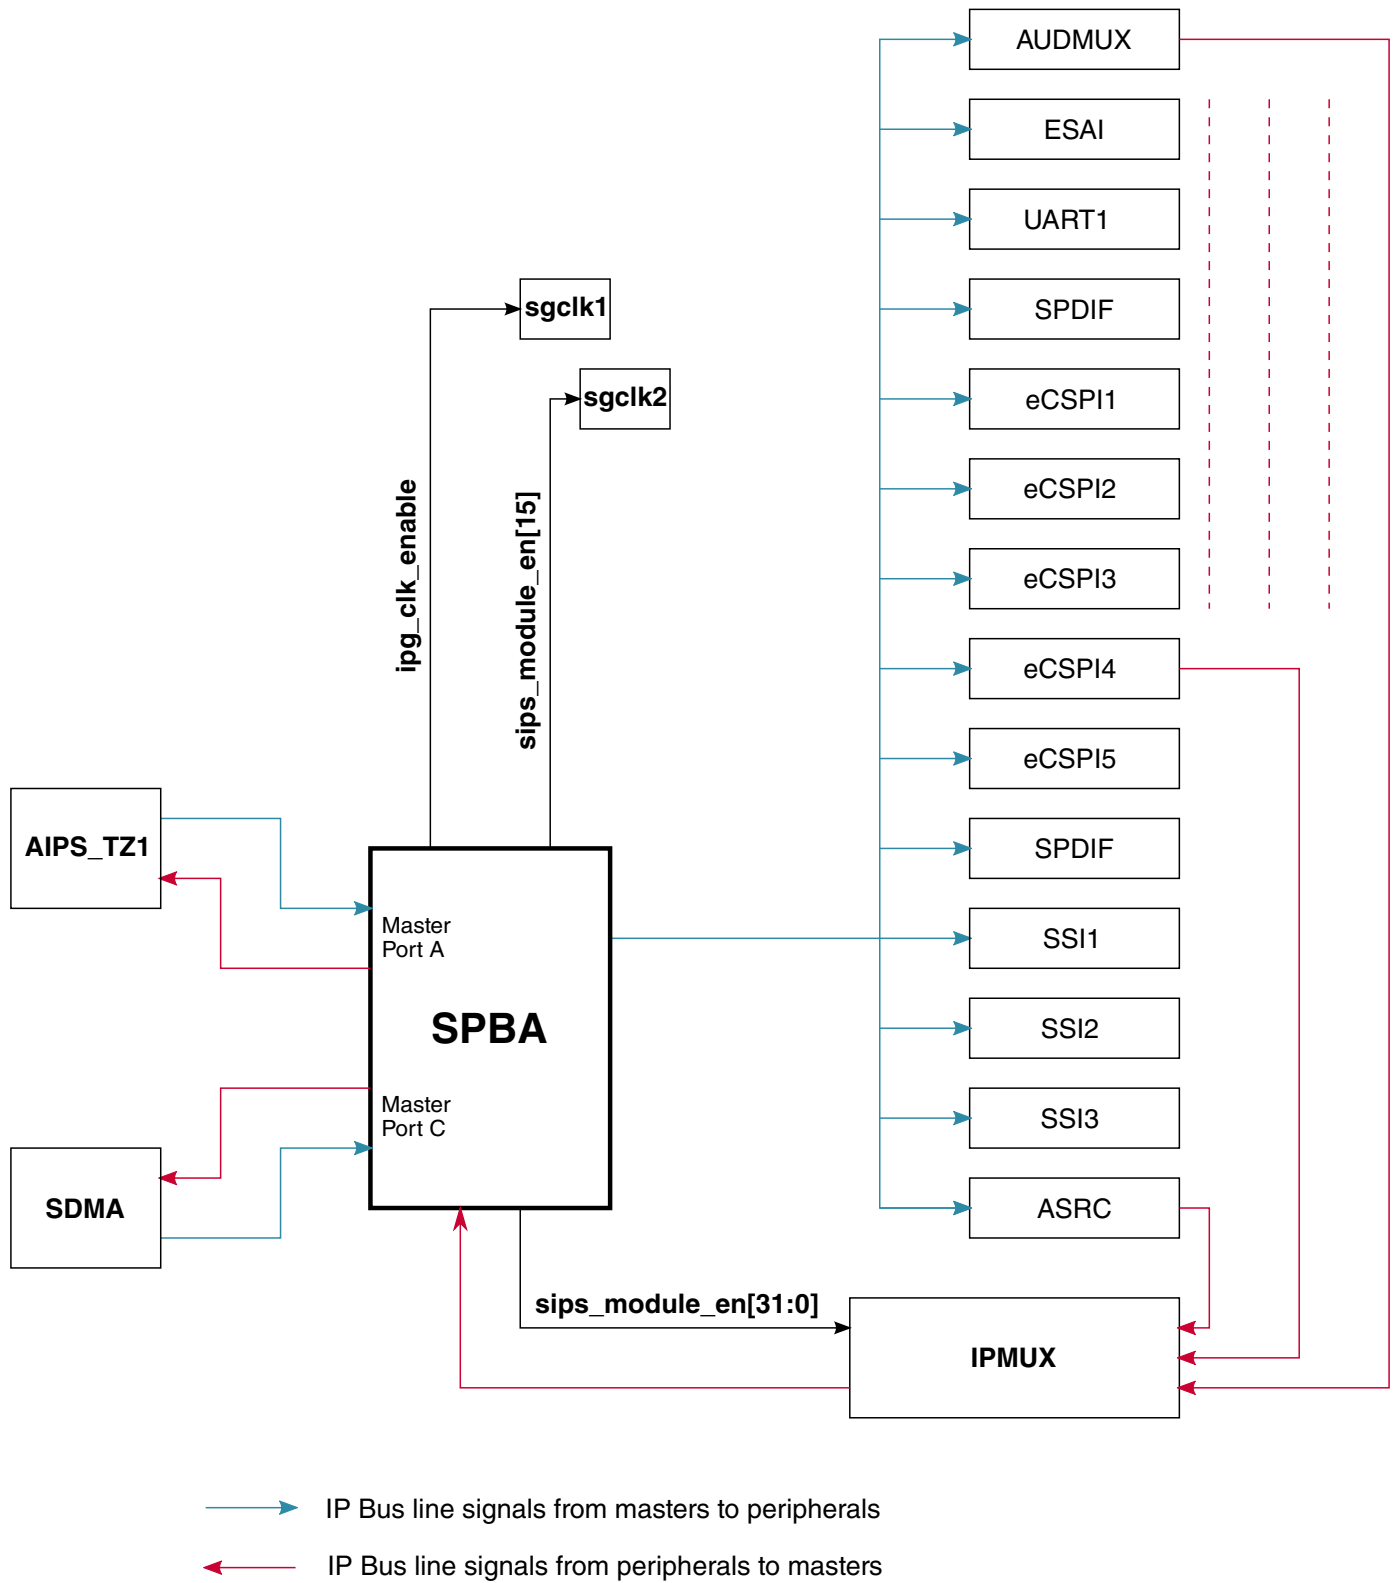 AUDMUX
ESAI
UART1
SPDIF
eCSPI1
eCSPI2
eCSPI3
eCSPI4
eCSPI5
SPDIF
SSI1
SSI2
SSI3
ASRC
sgclk1
sgclk2
ipg_clk_enable
sips_module_en[15]
AIPS_TZ1
Master
Port A
SPBA
Master
Port C
SDMA
sips_module_en[31:0]
IPMUX
IP Bus line signals from masters to peripherals
IP Bus line signals from peripherals to masters